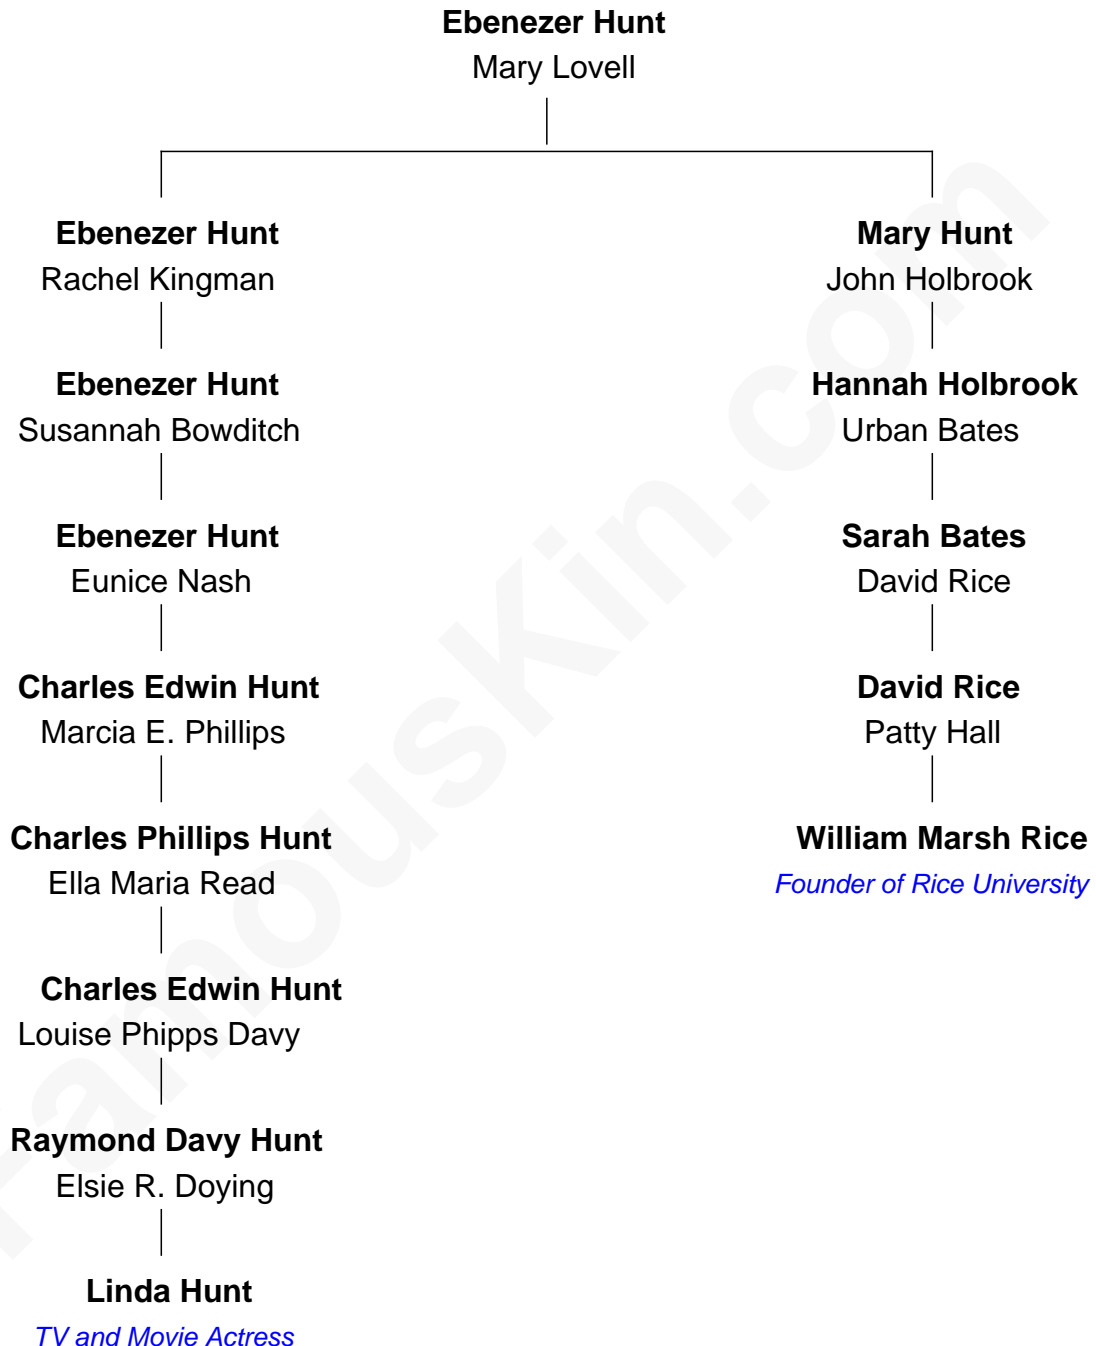 Ebenezer Hunt
Mary Lovell
Ebenezer Hunt
Rachel Kingman
Mary Hunt
John Holbrook
Ebenezer Hunt
Susannah Bowditch
Hannah Holbrook
Urban Bates
Ebenezer Hunt
Eunice Nash
Sarah Bates
David Rice
Charles Edwin Hunt
Marcia E. Phillips
David Rice
Patty Hall
Charles Phillips Hunt
Ella Maria Read
William Marsh Rice
Founder of Rice University
Charles Edwin Hunt
Louise Phipps Davy
Raymond Davy Hunt
Elsie R. Doying
Linda Hunt
TV and Movie Actress
FamousKin.com